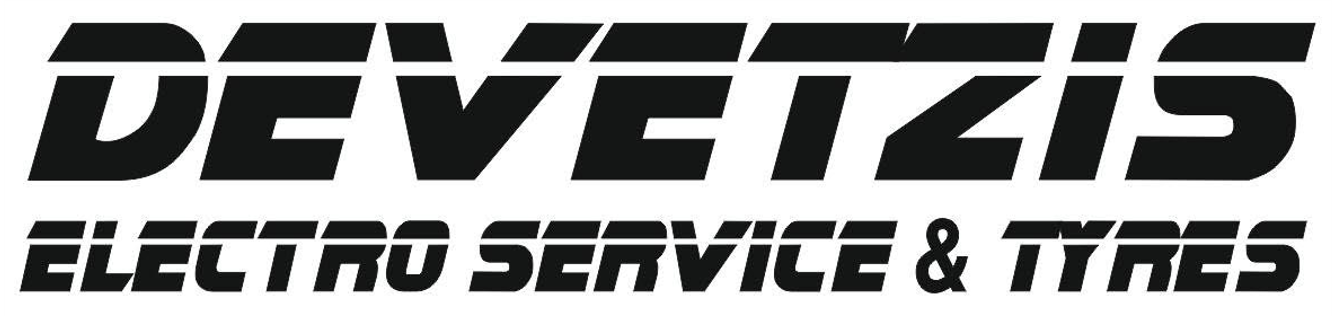 DEVETZiS
ELECTRO SERViCE & TYRES